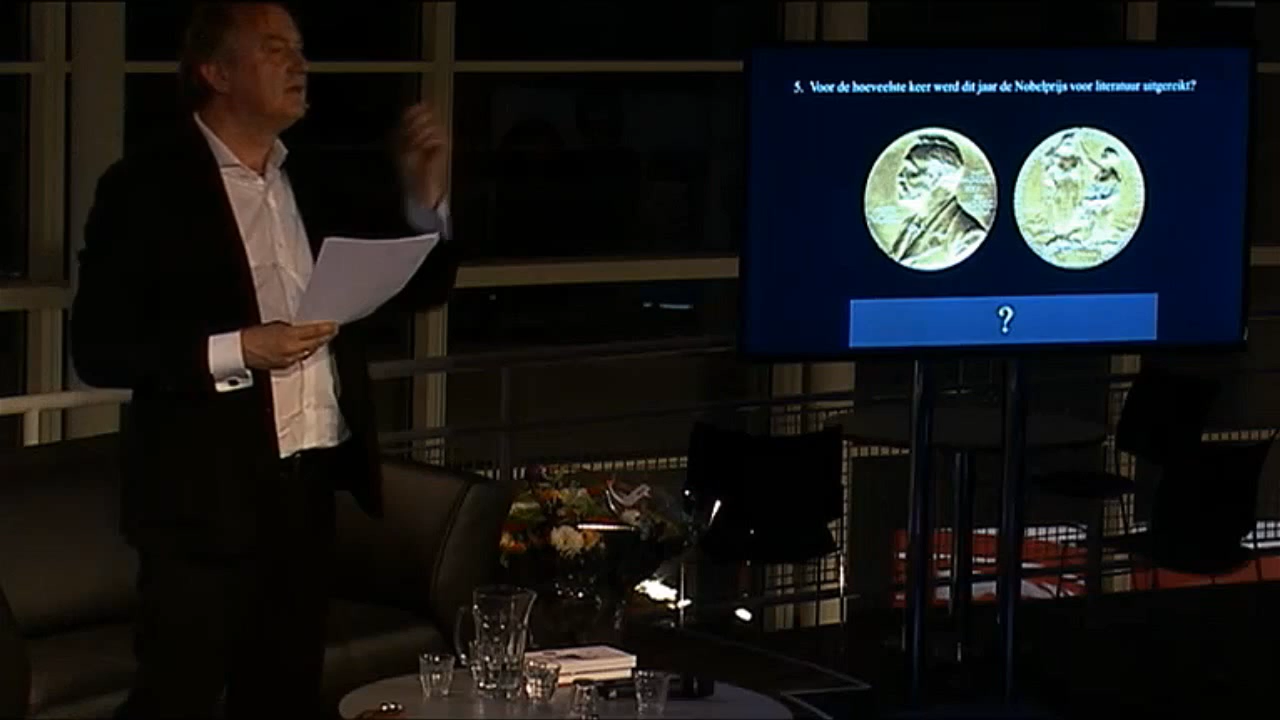 5. Voor de hoeveelste keer werd dit jaar de Nobelprijs voor literatuur uitgereikt?
?